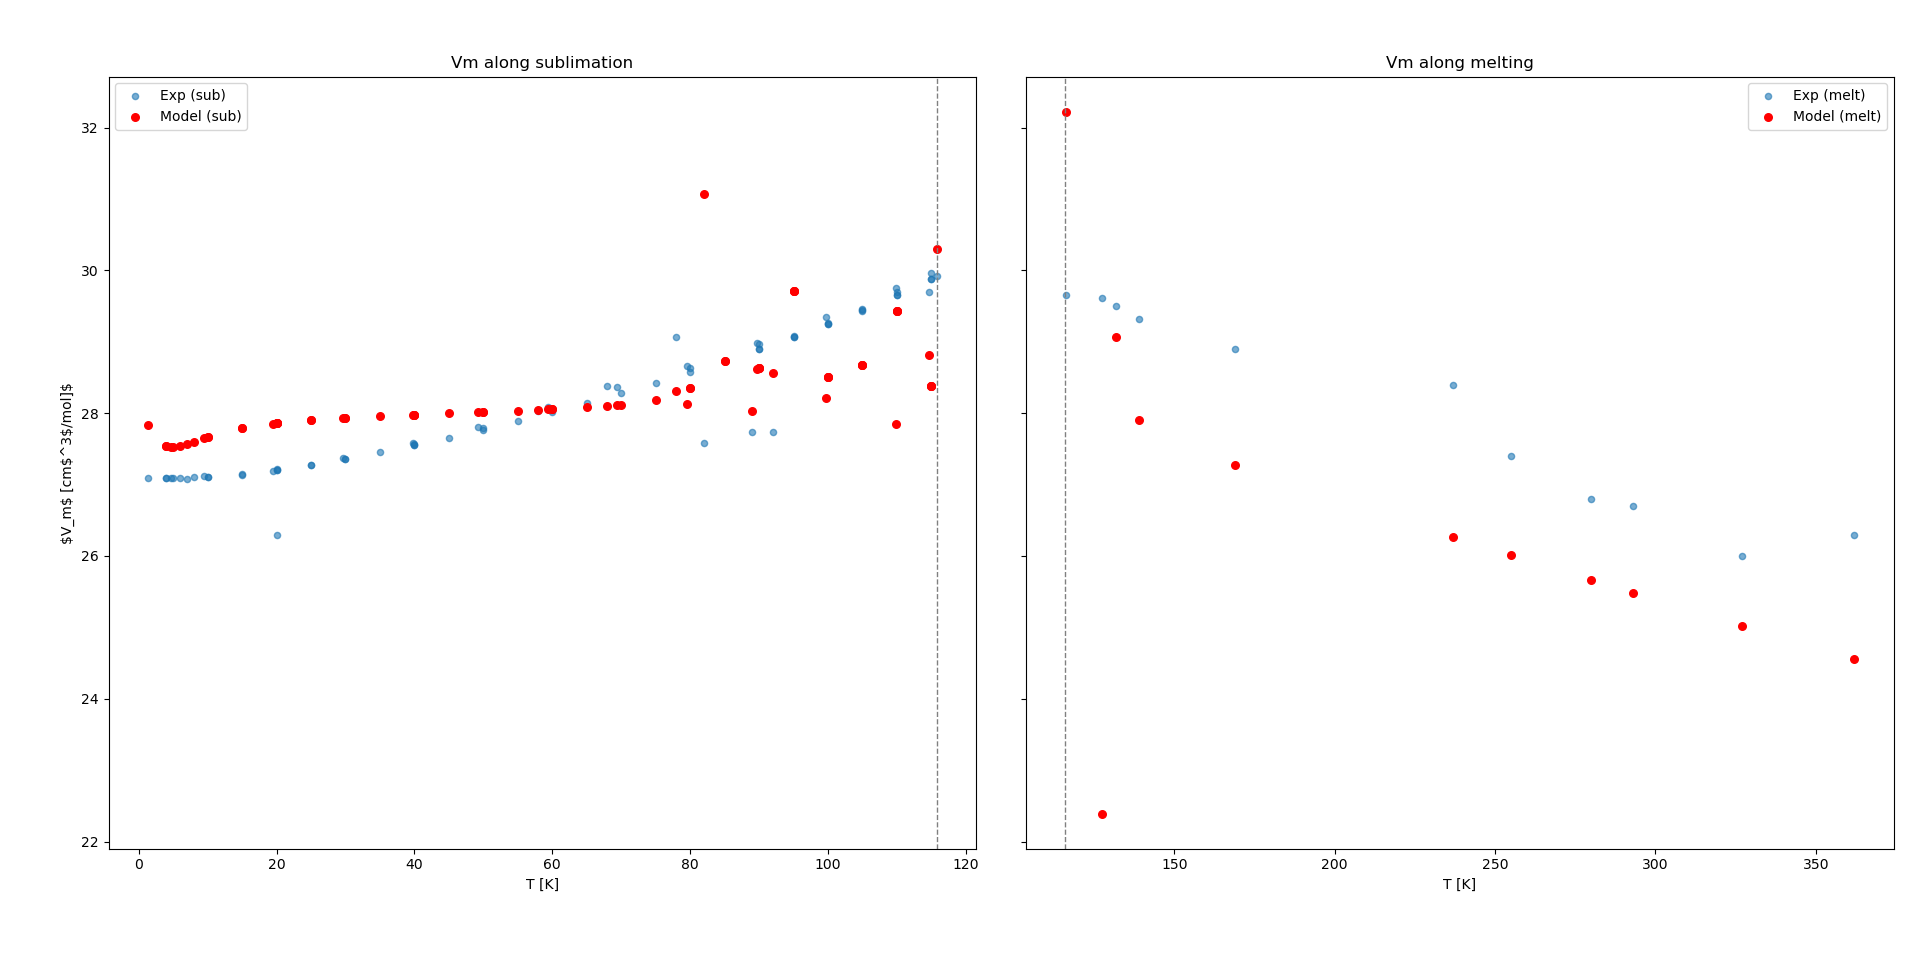 Vm along sublimation
Exp (sub)
Model (sub)
$V_m$ [cm$^3$/mol]$
32
30
28
26
24
22
0 20 40 60 80 100 120
T [K]
Vm along melting
Exp (melt)
Model (melt)
150 200 250 300 350
T [K]